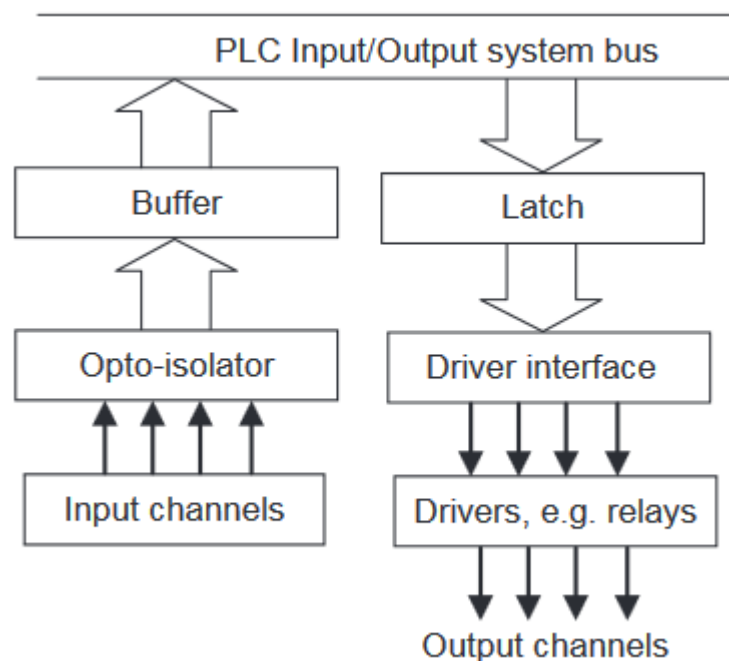 PLC Input/Output system bus
Buffer
Latch
Opto-isolator
Driver interface
Input channels
Drivers, e.g. relays
Output channels